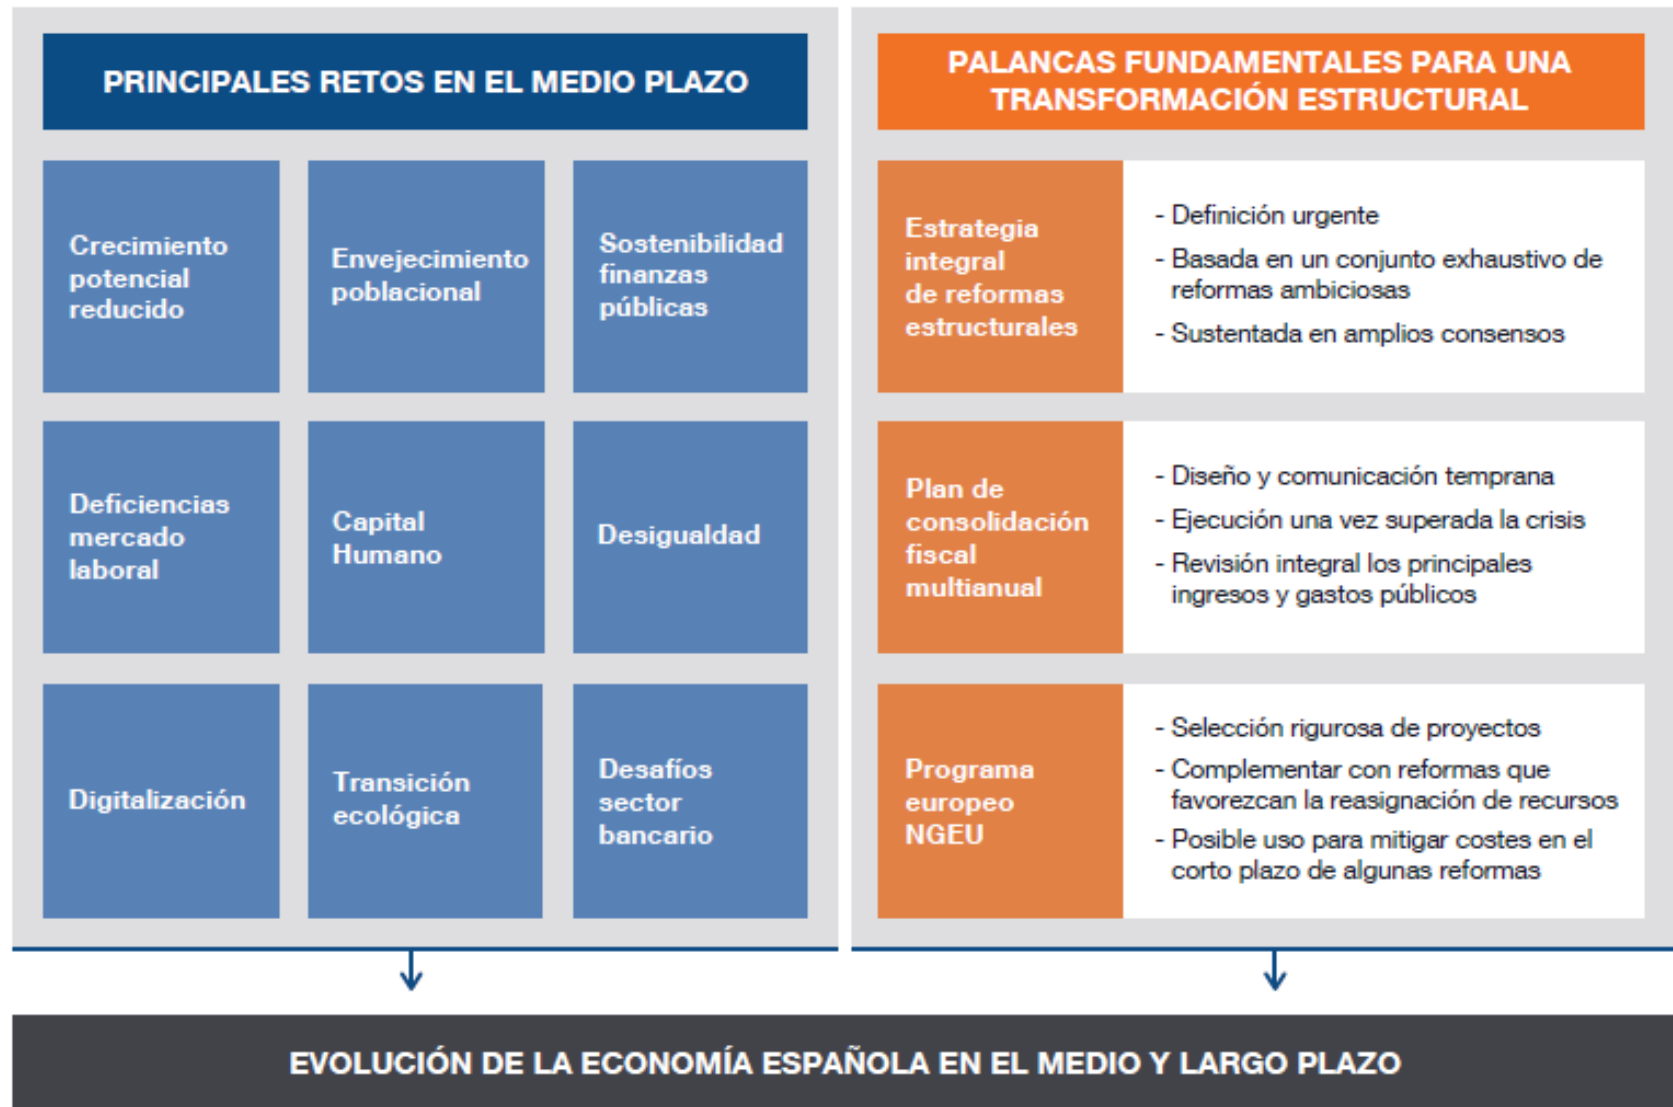 PRINCIPALES RETOS EN EL MEDIO PLAZO
Crecimiento
potencial
reducido
Envejecimiento
poblacional
Sostenibilidad
finanzas
públicas
Deficiencias
mercado
laboral
Capital
Humano
Desigualdad
Digitalización
Transición
ecológica
Desafíos
sector
bancario
PALANCAS FUNDAMENTALES PARA UNA
TRANSFORMACIÓN ESTRUCTURAL
Estrategia
integral
de reformas
estructurales
- Definición urgente
- Basada en un conjunto exhaustivo de
reformas ambiciosas
- Sustentada en amplios consensos
Plan de
consolidación
fiscal
multianual
- Diseño y comunicación temprana
- Ejecución una vez superada la crisis
- Revisión integral los principales
ingresos y gastos públicos
Programa
europeo
NGEU
- Selección rigurosa de proyectos
- Complementar con reformas que
favorezcan la reasignación de recursos
- Posible uso para mitigar costes en el
corto plazo de algunas reformas
EVOLUCIÓN DE LA ECONOMÍA ESPAÑOLA EN EL MEDIO Y LARGO PLAZO